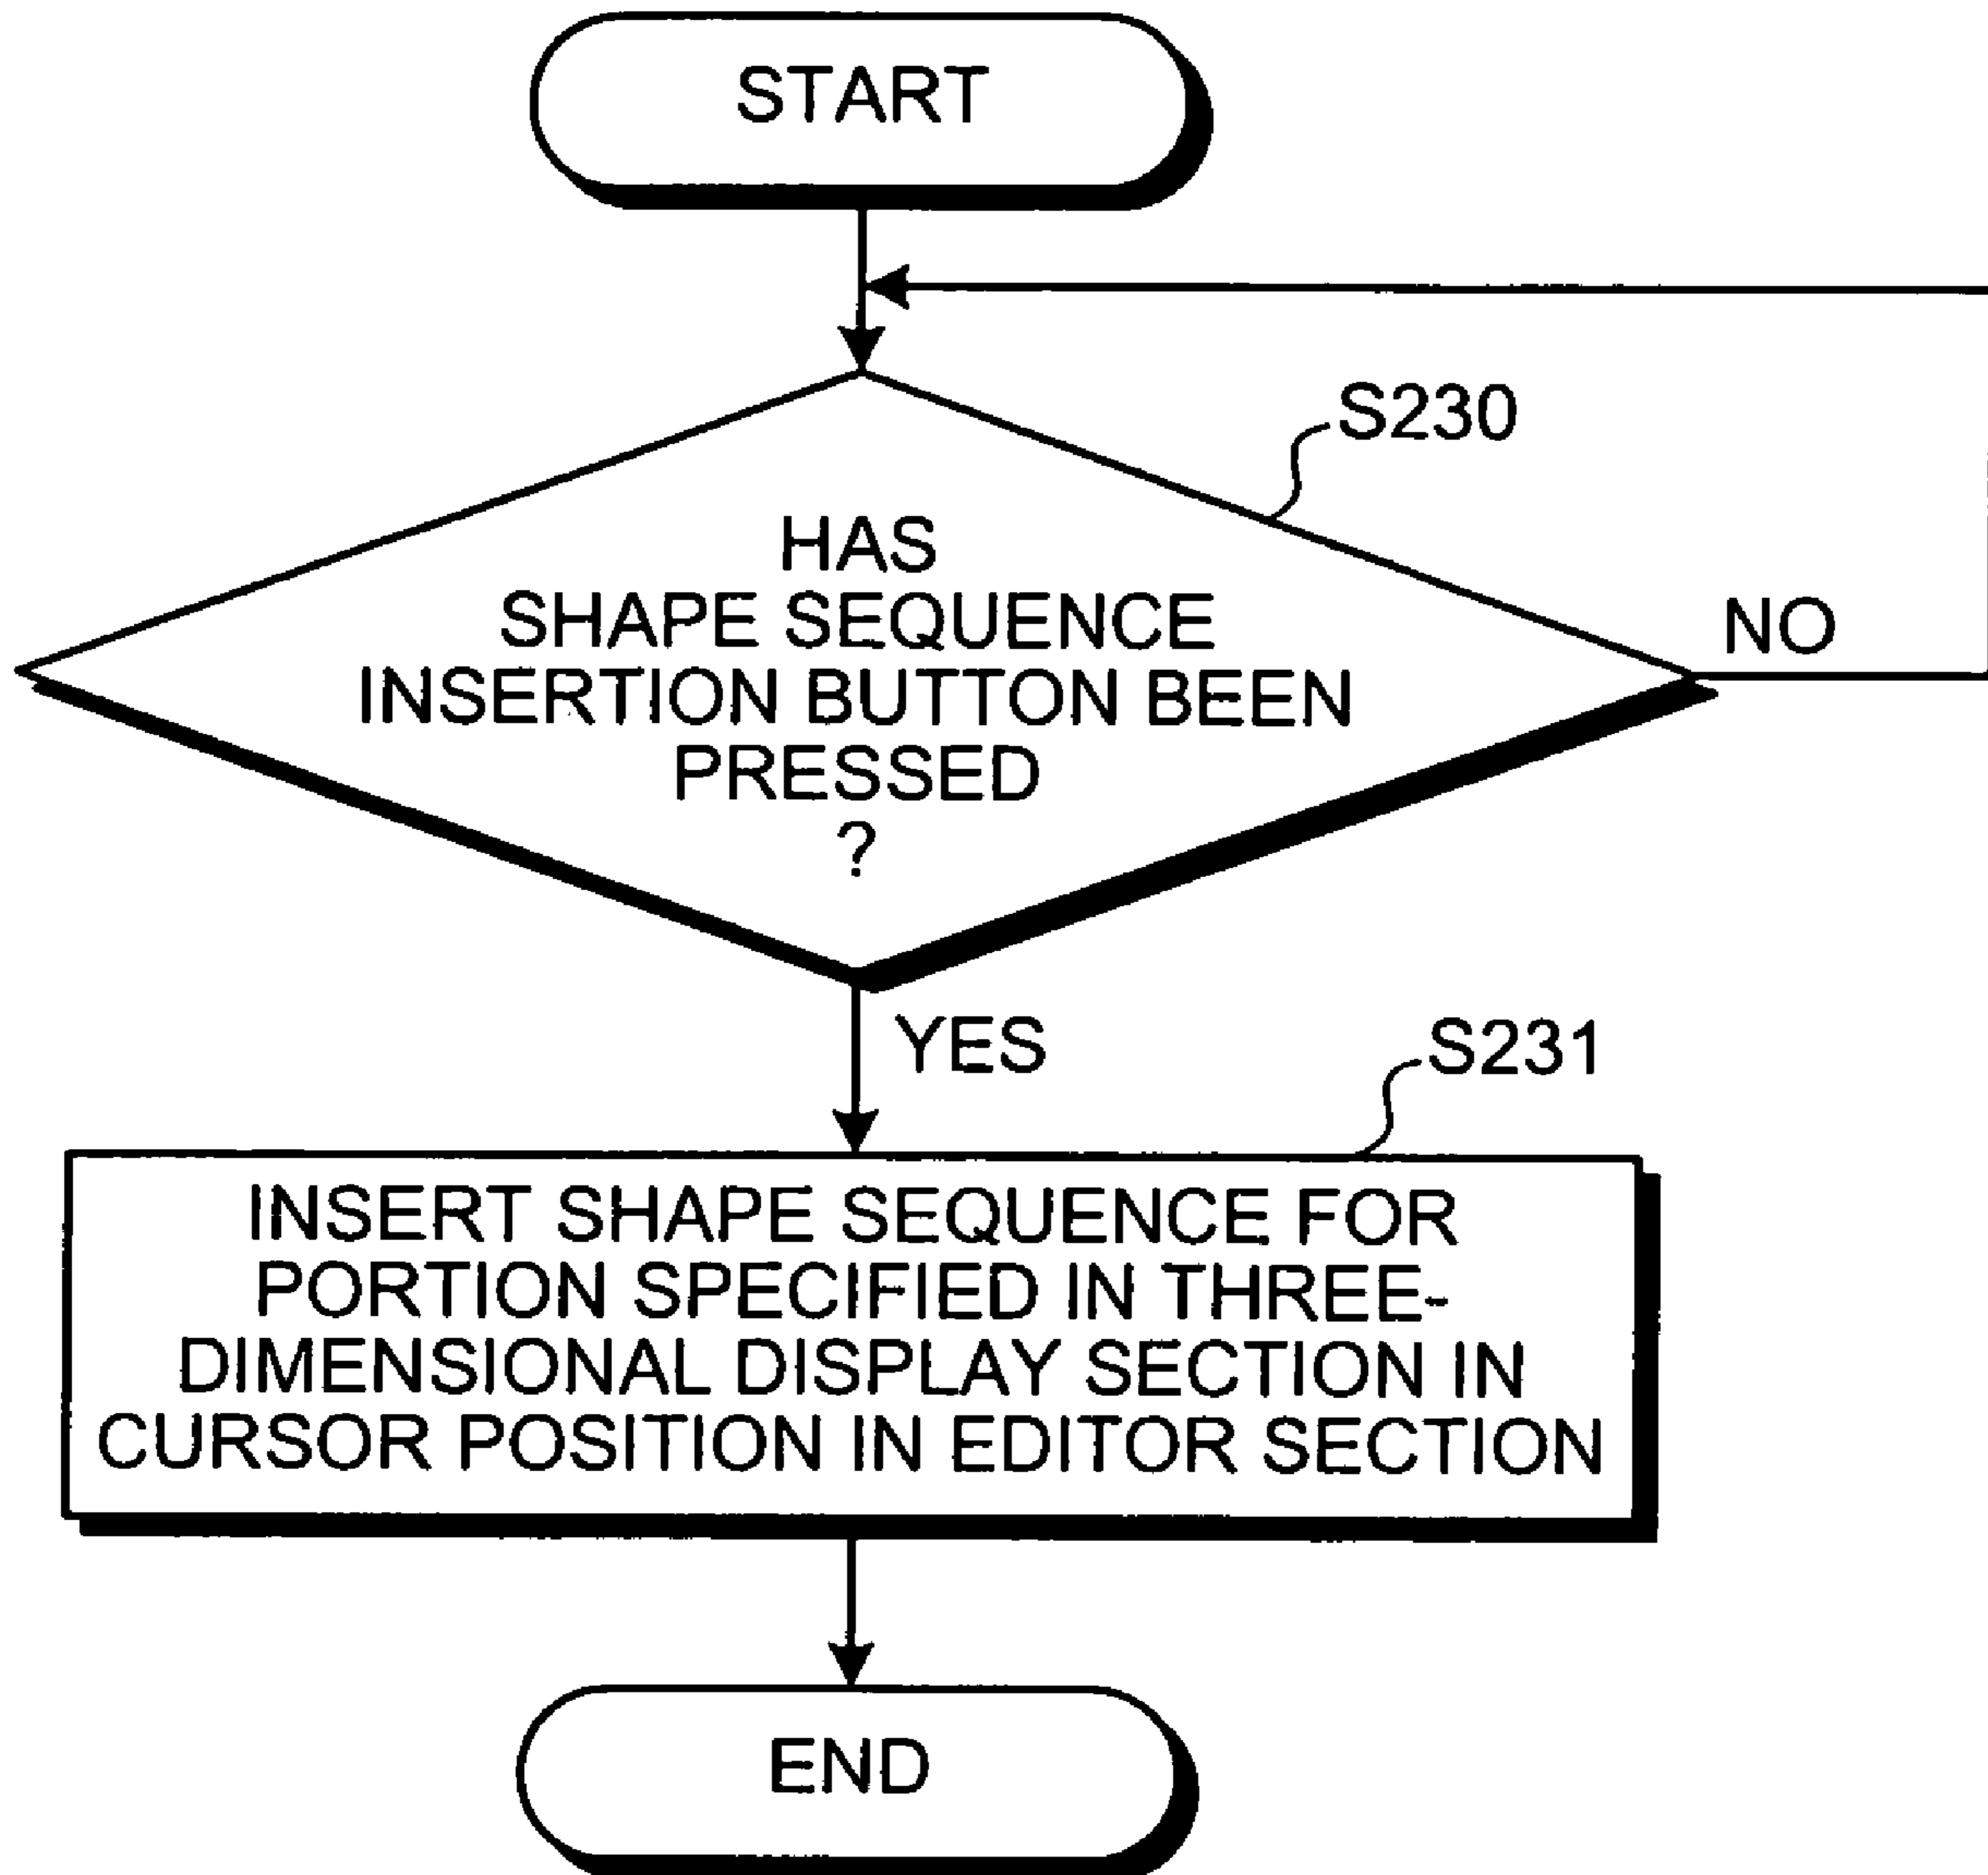 START
S230
HAS
SHAPE SEQUENCE
INSERTION BUTTON BEEN
PRESSED
?
NO
YES
S231
INSERT SHAPE SEQUENCE FOR
PORTION SPECIFIED IN THREE-
DIMENSIONAL DISPLAY SECTION IN
CURSOR POSITION IN EDITOR SECTION
END